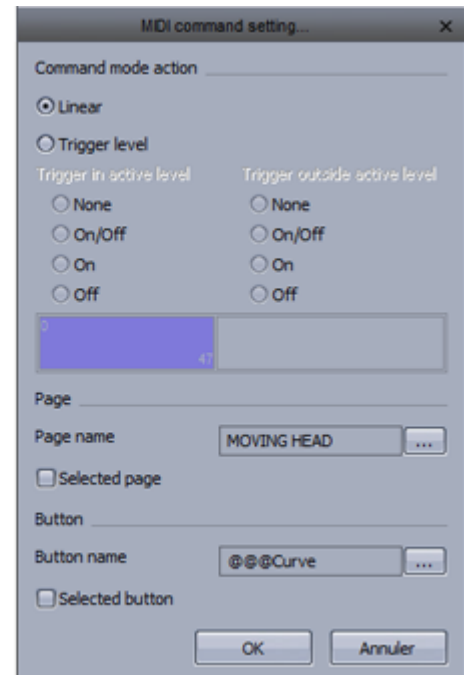 MIDI command setting...
Command mode action
Linear
Trigger level
Trigger in active level Trigger outside active level
None None
On/Off On/Off
On On
Off Off
0
47
Page
Page name MOVING HEAD ...
Selected page
Button
Button name @@@Curve ...
Selected button
OK Annuler